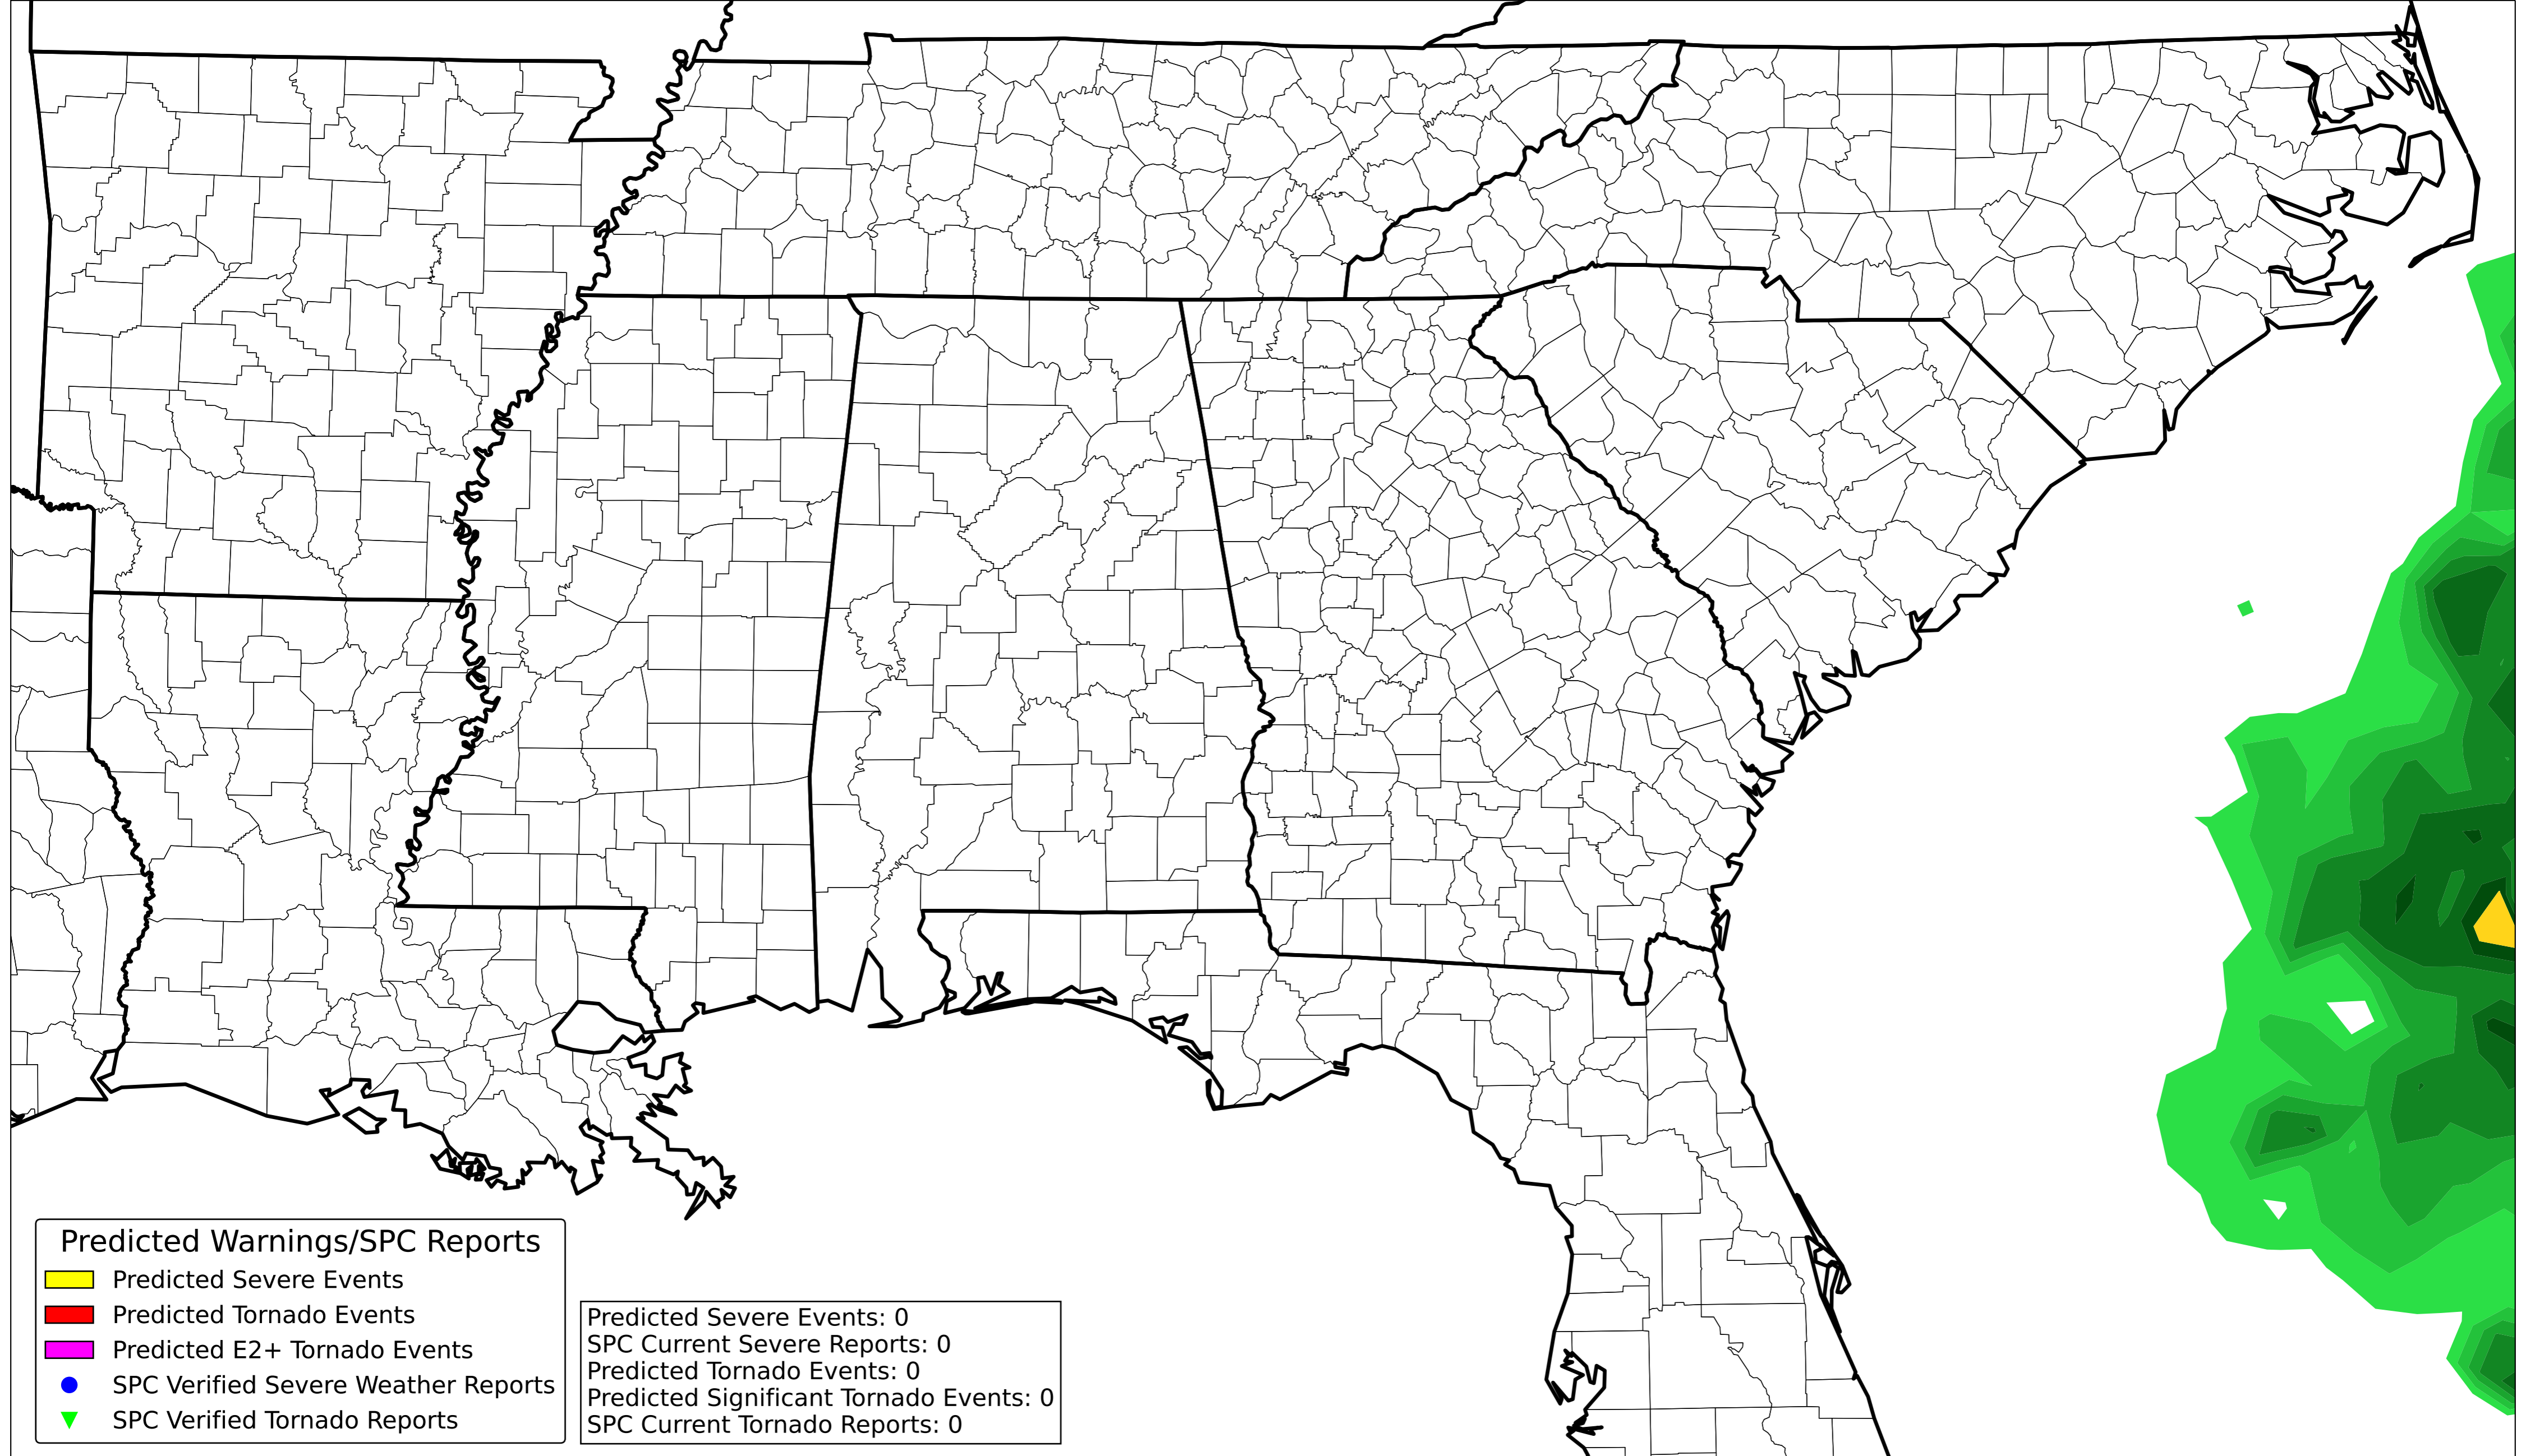 Predicted Warnings/SPC Reports
Predicted Severe Events
Predicted Tornado Events
Predicted E2+ Tornado Events
SPC Verified Severe Weather Reports
SPC Verified Tornado Reports
Predicted Severe Events: 0
SPC Current Severe Reports: 0
Predicted Tornado Events: 0
Predicted Significant Tornado Events: 0
SPC Current Tornado Reports: 0